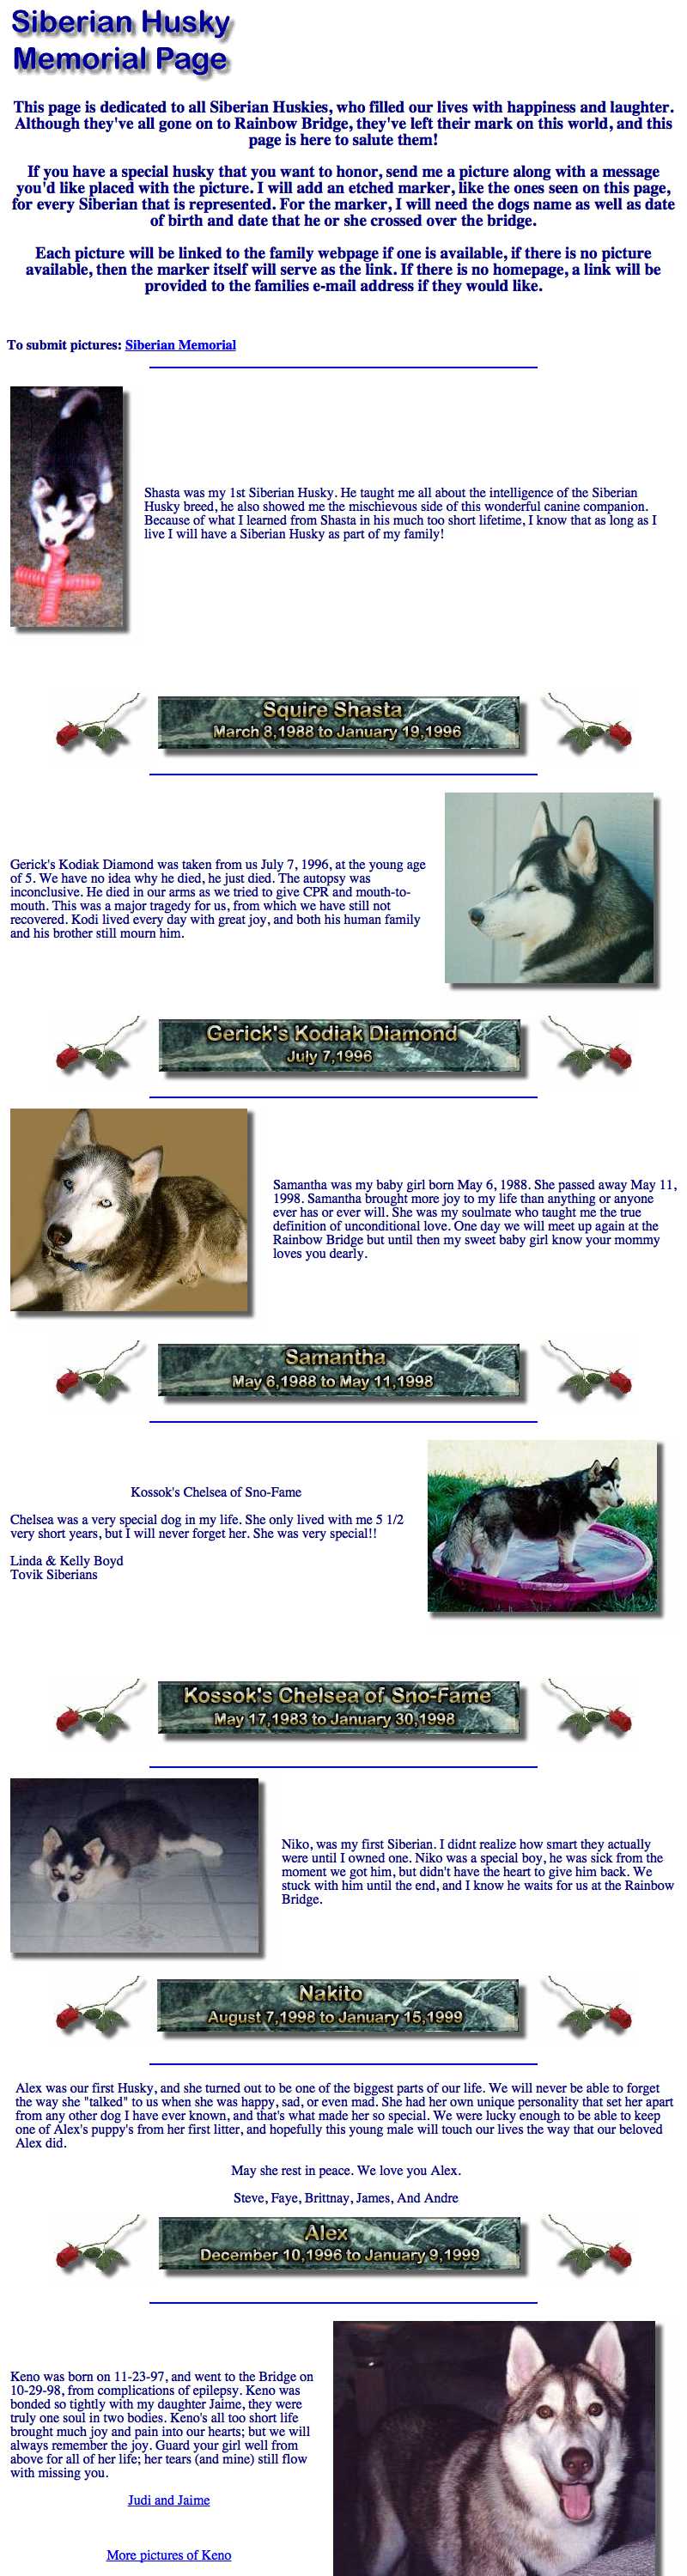 Siberian Husky
Memorial Page
This page is dedicated to all Siberian Huskies, who filled our lives with happiness and laughter.
Although they've all gone on to Rainbow Bridge, they've left their mark on this world, and this
page is here to salute them!
If you have a special husky that you want to honor, send me a picture along with a message
you'd like placed with the picture. I will add an etched marker, like the ones seen on this page,
for every Siberian that is represented. For the marker, I will need the dogs name as well as date
of birth and date that he or she crossed over the bridge.
Each picture will be linked to the family webpage if one is available, if there is no picture
available, then the marker itself will serve as the link. If there is no homepage, a link will be
provided to the families e-mail address if they would like.
To submit pictures: Siberian Memorial
Shasta was my 1st Siberian Husky. He taught me all about the intelligence of the Siberian
Husky breed, he also showed me the mischievous side of this wonderful canine companion.
Because of what I learned from Shasta in his much too short lifetime, I know that as long as I
live I will have a Siberian Husky as part of my family!
Squire Shasta
March 8,1988 to January 19,1996
Gerick's Kodiak Diamond was taken from us July 7, 1996, at the young age
of 5. We have no idea why he died, he just died. The autopsy was
inconclusive. He died in our arms as we tried to give CPR and mouth-to-
mouth. This was a major tragedy for us, from which we have still not
recovered. Kodi lived every day with great joy, and both his human family
and his brother still mourn him.
Gerick's Kodiak Diamond
July 7,1996
Samantha was my baby girl born May 6, 1988. She passed away May 11,
1998. Samantha brought more joy to my life than anything or anyone
ever has or ever will. She was my soulmate who taught me the true
definition of unconditional love. One day we will meet up again at the
Rainbow Bridge but until then my sweet baby girl know your mommy
loves you dearly.
Samantha
May 6,1988 to May 11,1998
Kossok's Chelsea of Sno-Fame
Chelsea was a very special dog in my life. She only lived with me 5 1/2
very short years, but I will never forget her. She was very special!!
Linda & Kelly Boyd
Tovik Siberians
Kossok's Chelsea of Sno-Fame
May 17,1983 to January 30,1998
Niko, was my first Siberian. I didnt realize how smart they actually
were until I owned one. Niko was a special boy, he was sick from the
moment we got him, but didn't have the heart to give him back. We
stuck with him until the end, and I know he waits for us at the Rainbow
Bridge.
Nakito
August 7,1998 to January 15,1999
Alex was our first Husky, and she turned out to be one of the biggest parts of our life. We will never be able to forget
the way she "talked" to us when she was happy, sad, or even mad. She had her own unique personality that set her apart
from any other dog I have ever known, and that's what made her so special. We were lucky enough to be able to keep
one of Alex's puppy's from her first litter, and hopefully this young male will touch our lives the way that our beloved
Alex did.
May she rest in peace. We love you Alex.
Steve, Faye, Brittnay, James, And Andre
Alex
December 10,1996 to January 9,1999
Keno was born on 11-23-97, and went to the Bridge on
10-29-98, from complications of epilepsy. Keno was
bonded so tightly with my daughter Jaime, they were
truly one soul in two bodies. Keno's all too short life
brought much joy and pain into our hearts; but we will
always remember the joy. Guard your girl well from
above for all of her life; her tears (and mine) still flow
with missing you.
Judi and Jaime
More pictures of Keno